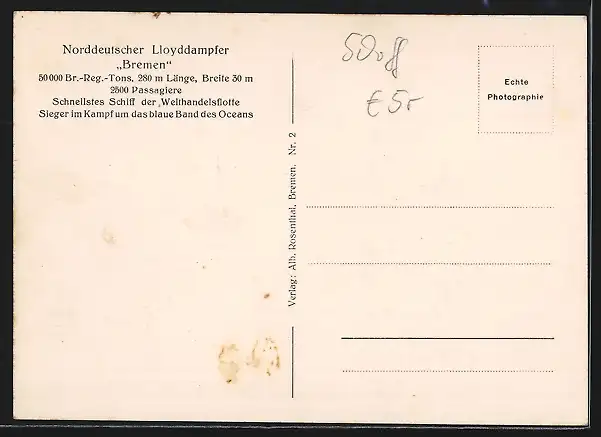 Norddeutscher Lloyddampfer
„Bremen"
50000 Br.-Reg.-Tons, 280 m Länge, Breite 30 m
2500 Passagiere
Schnellstes Schiff der Welthandelsflotte
Sieger im Kampf um das blaue Band des Oceans
Verlag: Alb. Rosenthal, Bremen. Nr. 2
Echte
Photographie